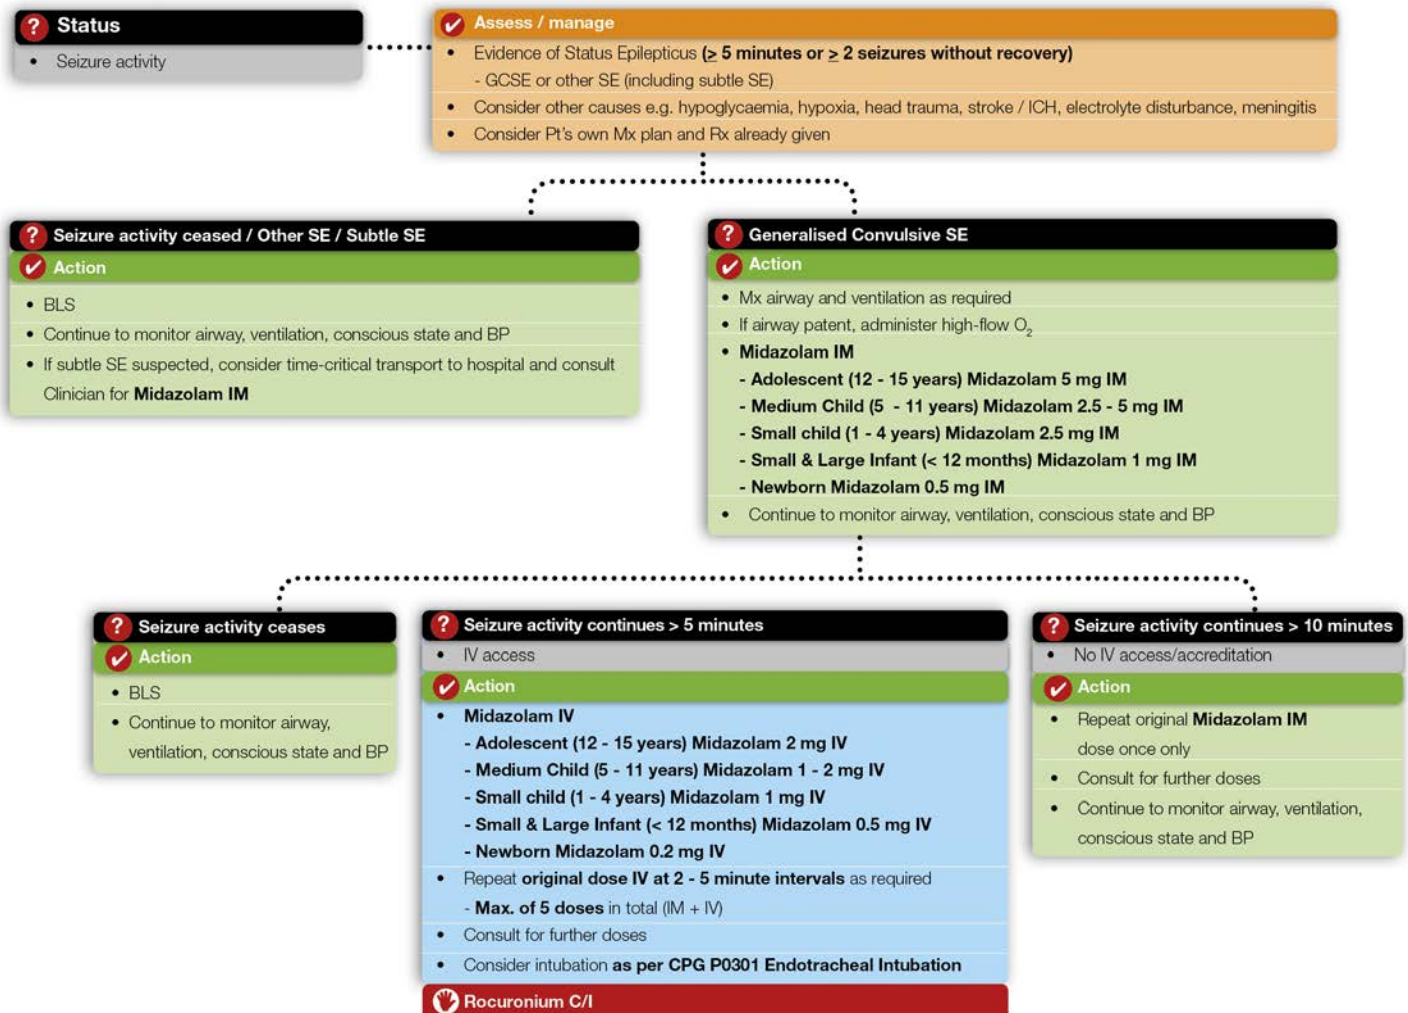 Status
• Seizure activity
Assess / manage
• Evidence of Status Epilepticus (≥ 5 minutes or ≥ 2 seizures without recovery)
- GCSE or other SE (including subtle SE)
• Consider other causes e.g. hypoglycaemia, hypoxia, head trauma, stroke / ICH, electrolyte disturbance, meningitis
• Consider Pt's own Mx plan and Rx already given
? Seizure activity ceased / Other SE / Subtle SE
Action
• BLS
• Continue to monitor airway, ventilation, conscious state and BP
• If subtle SE suspected, consider time-critical transport to hospital and consult
Clinician for Midazolam IM
? Generalised Convulsive SE
Action
• Mx airway and ventilation as required
• If airway patent, administer high-flow O₂
• Midazolam IM
- Adolescent (12 - 15 years) Midazolam 5 mg IM
- Medium Child (5 - 11 years) Midazolam 2.5 - 5 mg IM
- Small child (1 - 4 years) Midazolam 2.5 mg IM
- Small & Large Infant (< 12 months) Midazolam 1 mg IM
- Newborn Midazolam 0.5 mg IM
• Continue to monitor airway, ventilation, conscious state and BP
? Seizure activity ceases
Action
• BLS
• Continue to monitor airway,
ventilation, conscious state and BP
? Seizure activity continues > 5 minutes
• IV access
Action
• Midazolam IV
- Adolescent (12 - 15 years) Midazolam 2 mg IV
- Medium Child (5 - 11 years) Midazolam 1 - 2 mg IV
- Small child (1 - 4 years) Midazolam 1 mg IV
- Small & Large Infant (< 12 months) Midazolam 0.5 mg IV
- Newborn Midazolam 0.2 mg IV
• Repeat original dose IV at 2 - 5 minute intervals as required
- Max. of 5 doses in total (IM + IV)
• Consult for further doses
• Consider intubation as per CPG P0301 Endotracheal Intubation
Rocuronium C/I
? Seizure activity continues > 10 minutes
• No IV access/accreditation
Action
• Repeat original Midazolam IM
dose once only
• Consult for further doses
• Continue to monitor airway, ventilation,
conscious state and BP